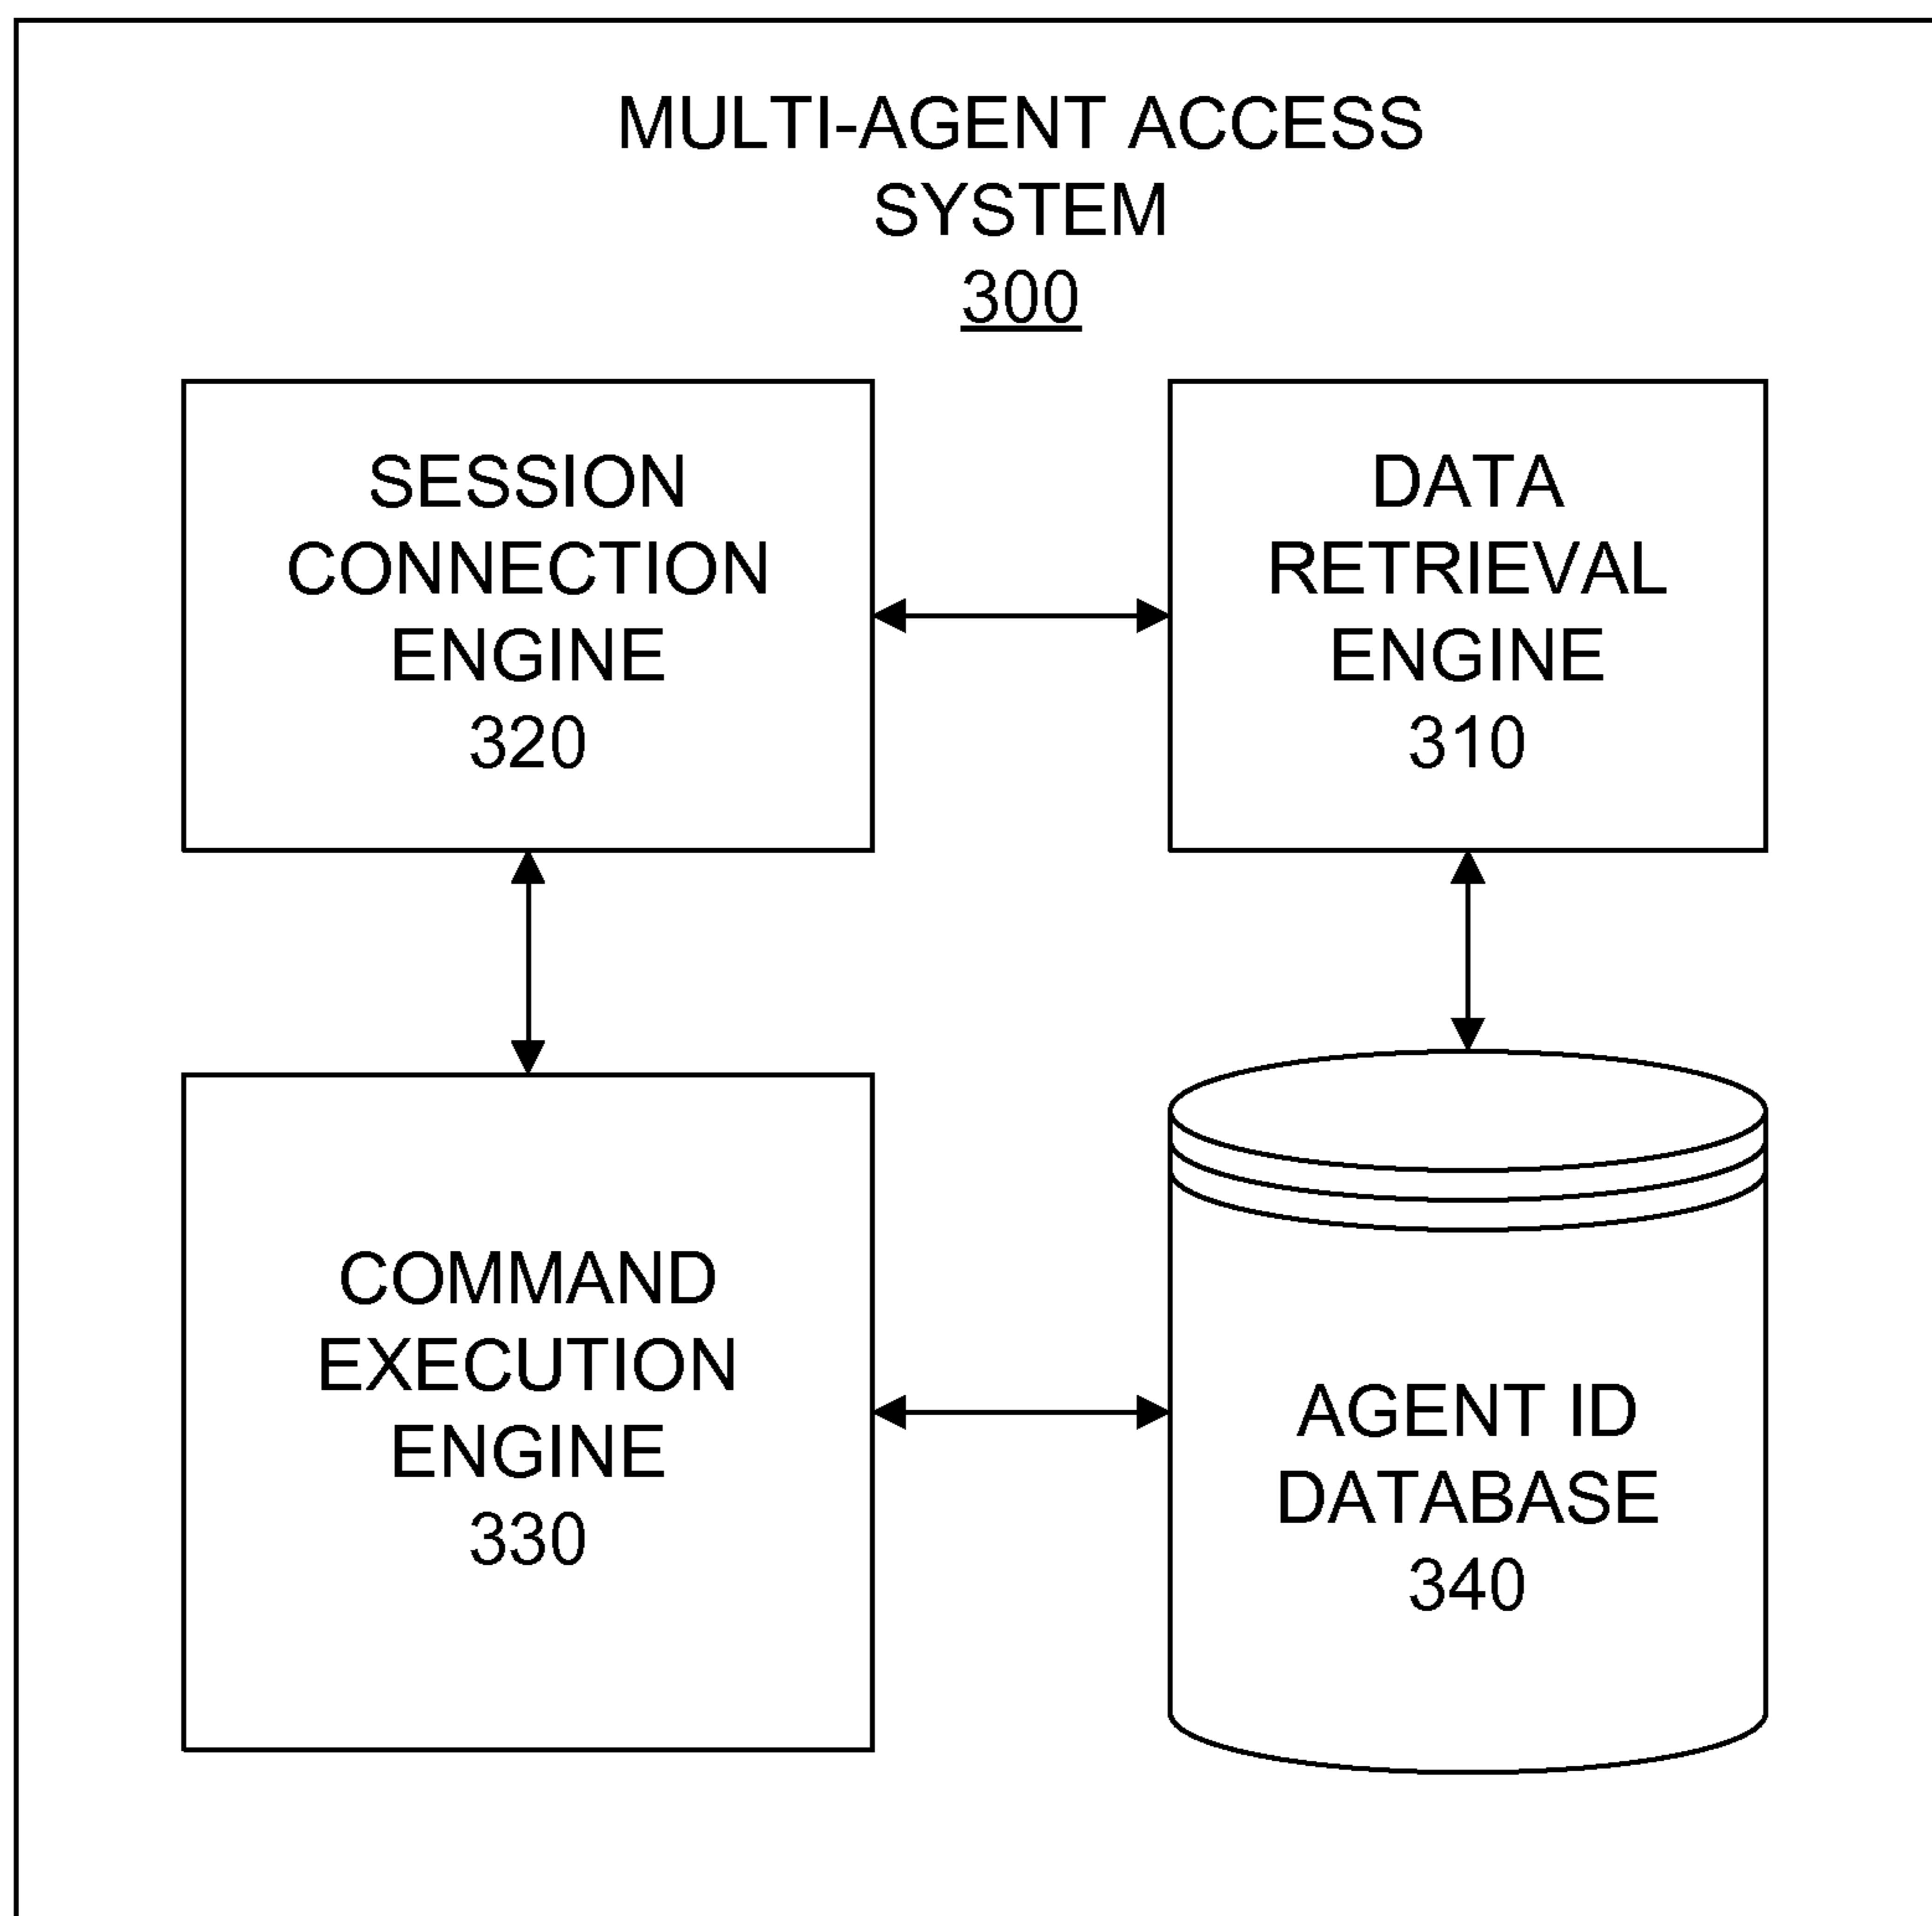 MULTI-AGENT ACCESS
SYSTEM
300
SESSION
CONNECTION
ENGINE
320
DATA
RETRIEVAL
ENGINE
310
COMMAND
EXECUTION
ENGINE
330
AGENT ID
DATABASE
340